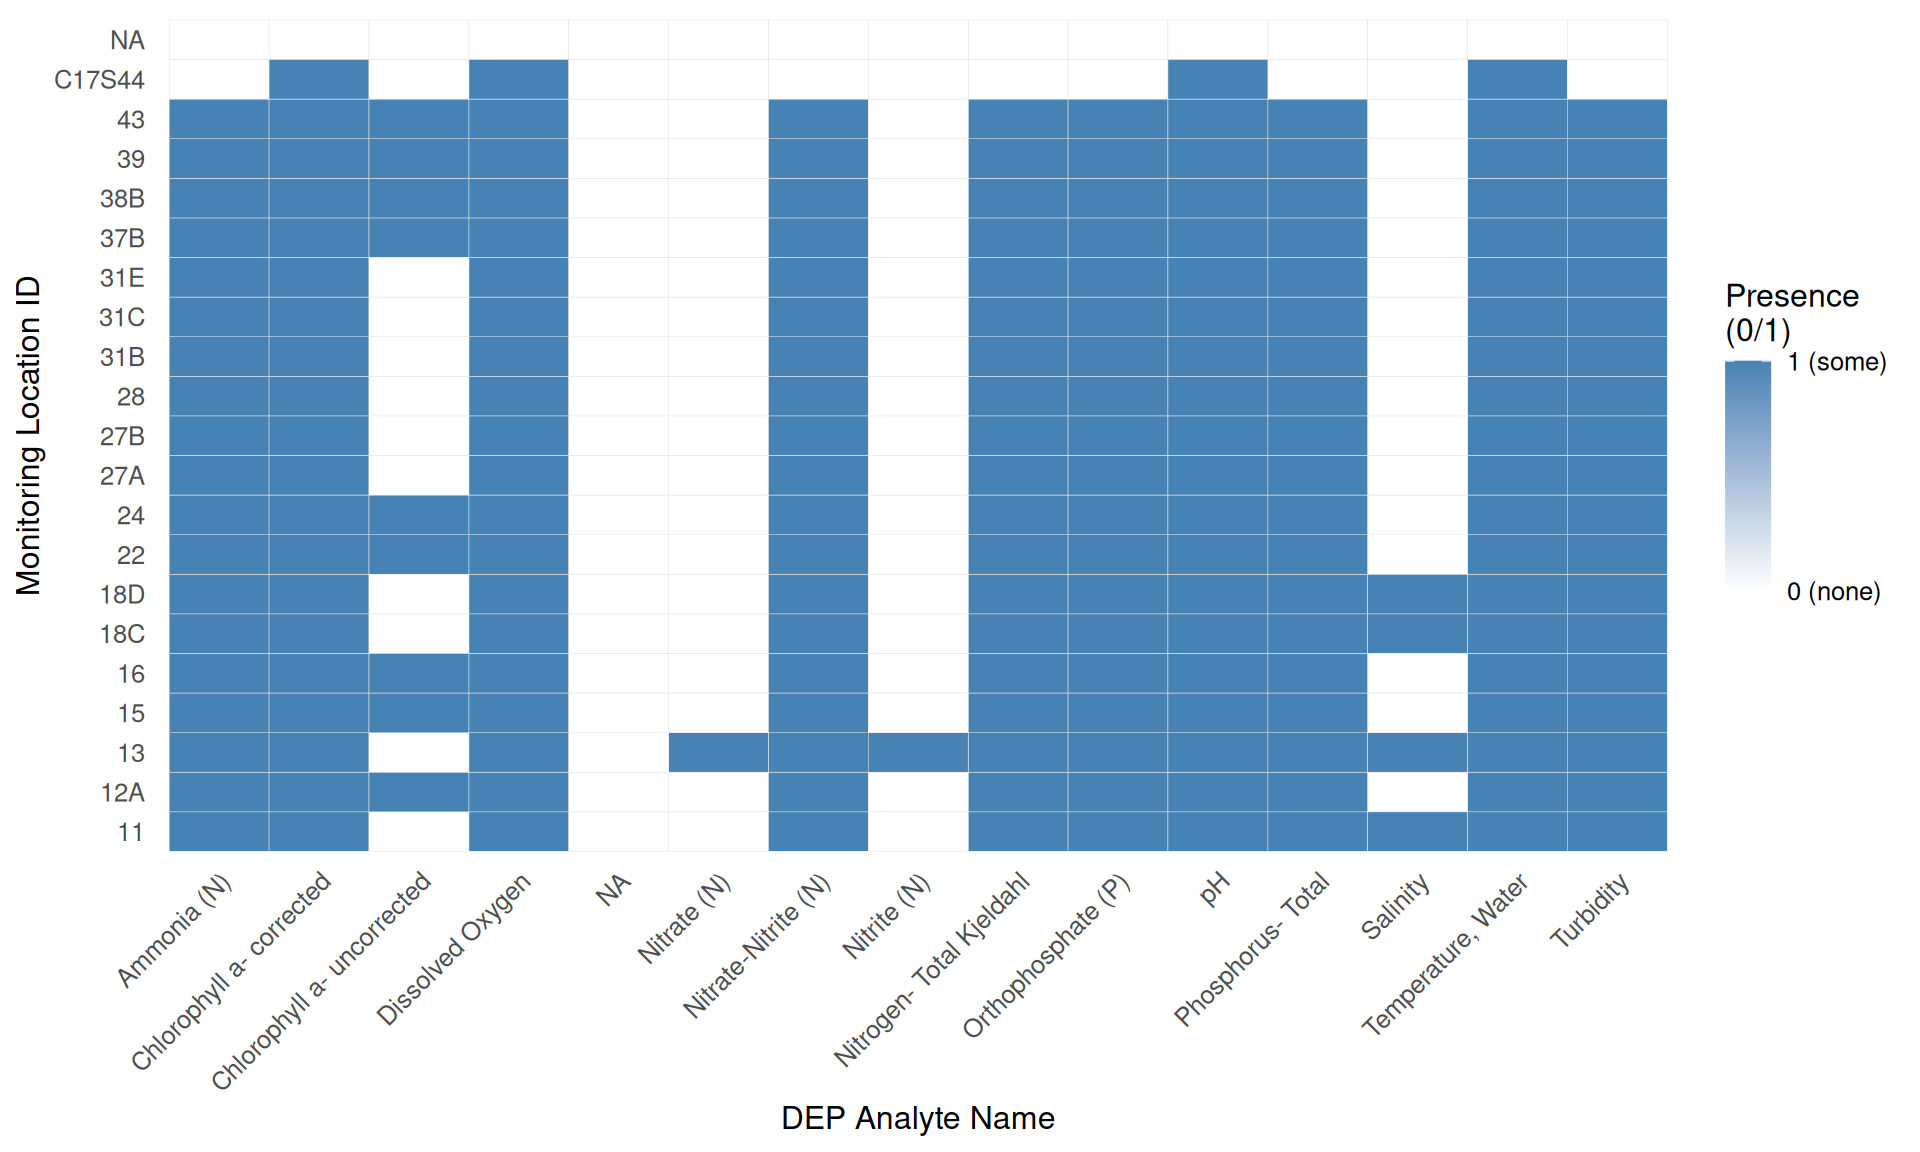 NA
C17S44
43
39
38B
37B
31E
31C
31B
28
27B
27A
24
22
18D
18C
16
15
13
12A
11
Monitoring Location ID
Ammonia (N)
Chlorophyll a- corrected
Chlorophyll a- uncorrected
Dissolved Oxygen
NA
Nitrate (N)
Nitrate-Nitrite (N)
Nitrite (N)
Nitrogen- Total Kjeldahl
Orthophosphate (P)
pH
Phosphorus- Total
Salinity
Temperature, Water
Turbidity
DEP Analyte Name
Presence
(0/1)
1 (some)
0 (none)